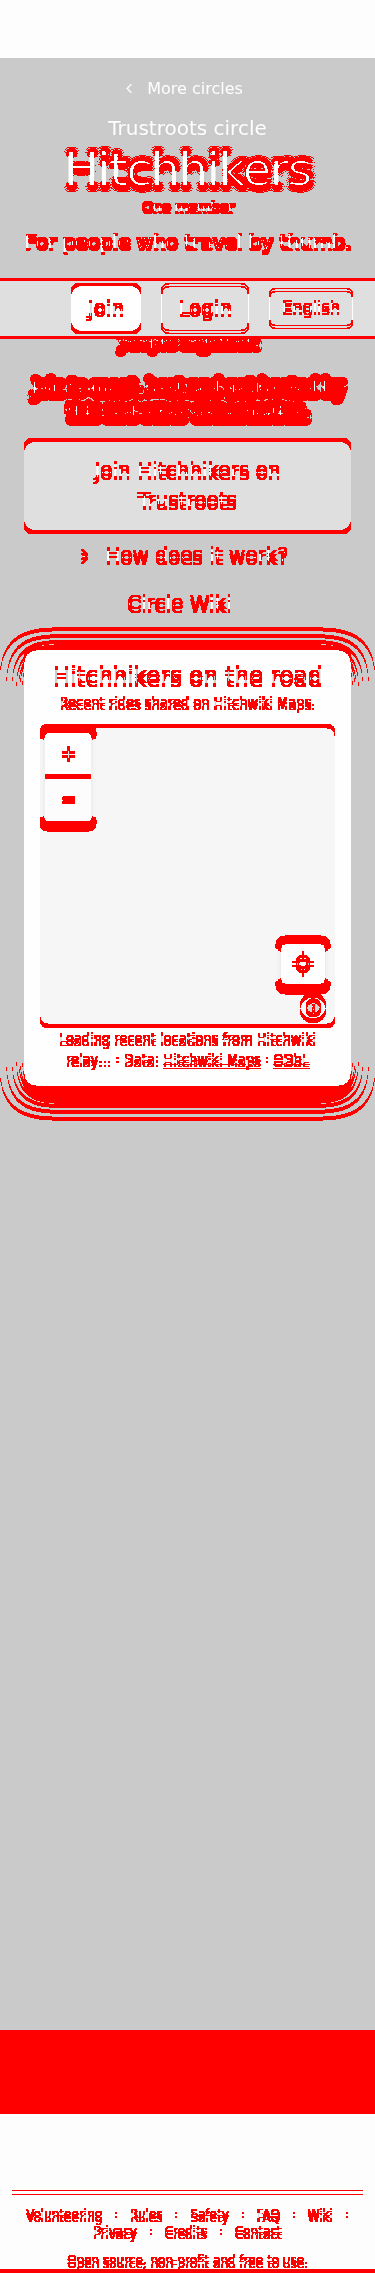 More circles
Trustroots circle
Hitchhikers
One member
For people who travel by thumb.
Join
Login
English
Join Hitchhikers on
Trustroots
How does it work?
Circle Wiki
Hitchhikers on the road
Recent rides shared on Hitchwiki Maps.
+
-
Loading recent locations from Hitchwiki
relay... · Data: Hitchwiki Maps ·
Volunteering · Rules · Safety · FAQ · Wiki ·
Privacy · Credits · Contact
Open source, non-profit and free to use.